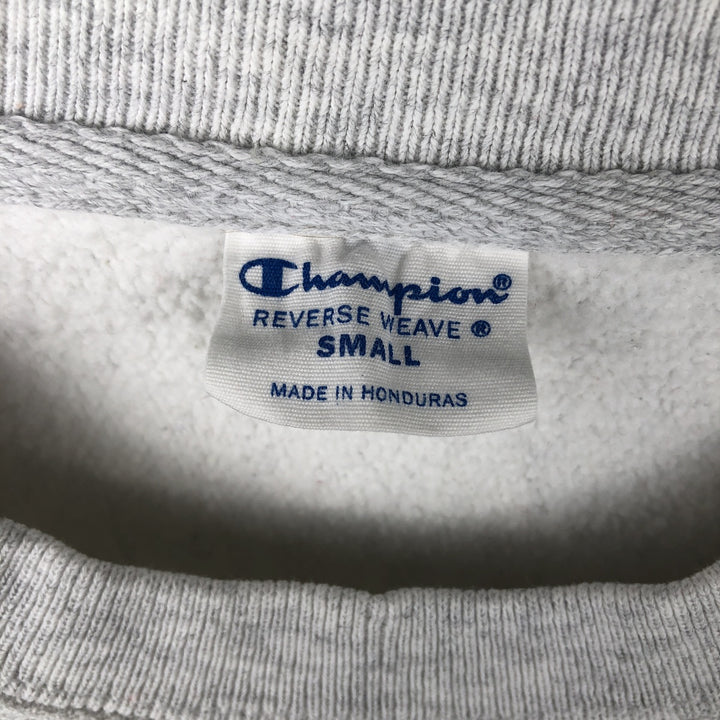 Champion®
REVERSE WEAVE ®
SMALL
MADE IN HONDURAS